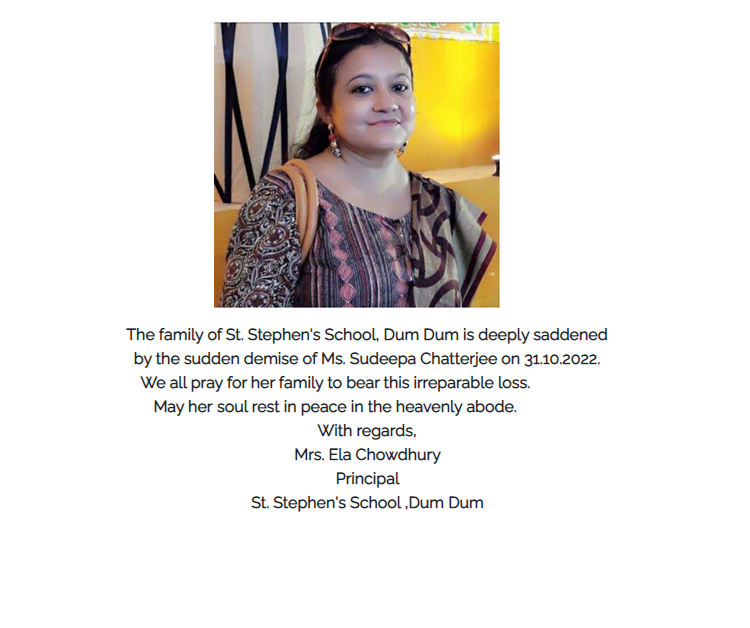 The family of St. Stephen's School, Dum Dum is deeply saddened
by the sudden demise of Ms. Sudeepa Chatterjee on 31.10.2022.
We all pray for her family to bear this irreparable loss.
May her soul rest in peace in the heavenly abode.
With regards,
Mrs. Ela Chowdhury
Principal
St. Stephen's School ,Dum Dum